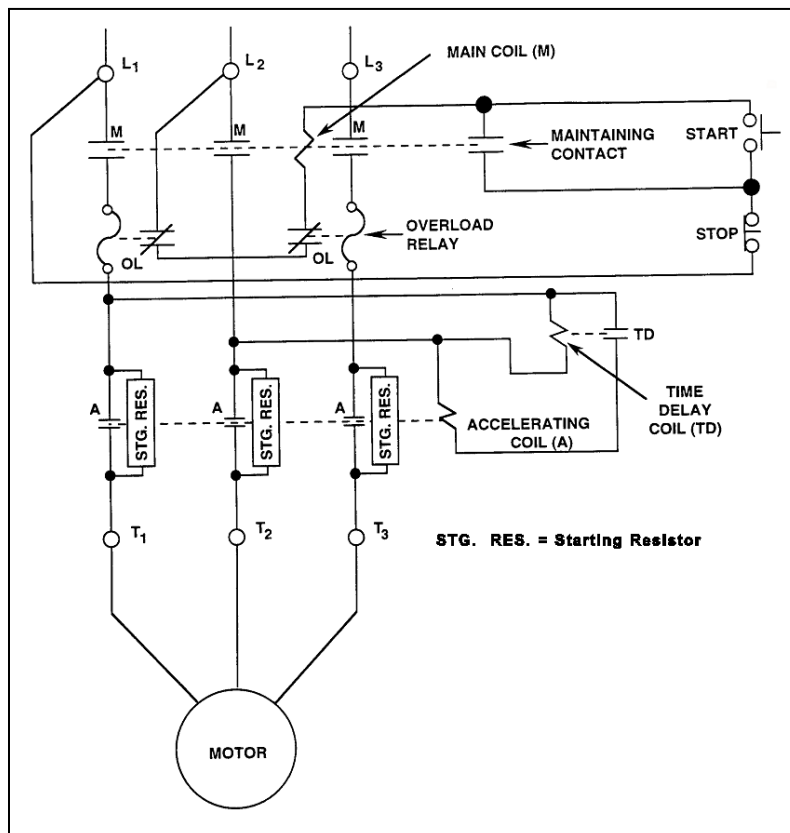 L1
L2
L3
MAIN COIL (M)
M
M
M
MAINTAINING
CONTACT
START
OVERLOAD
RELAY
STOP
OL
OL
TD
TIME
DELAY
COIL (TD)
A
STG. RES.
A
STG. RES.
A
STG. RES.
ACCELERATING
COIL (A)
T1
T2
T3
STG. RES. = Starting Resistor
MOTOR